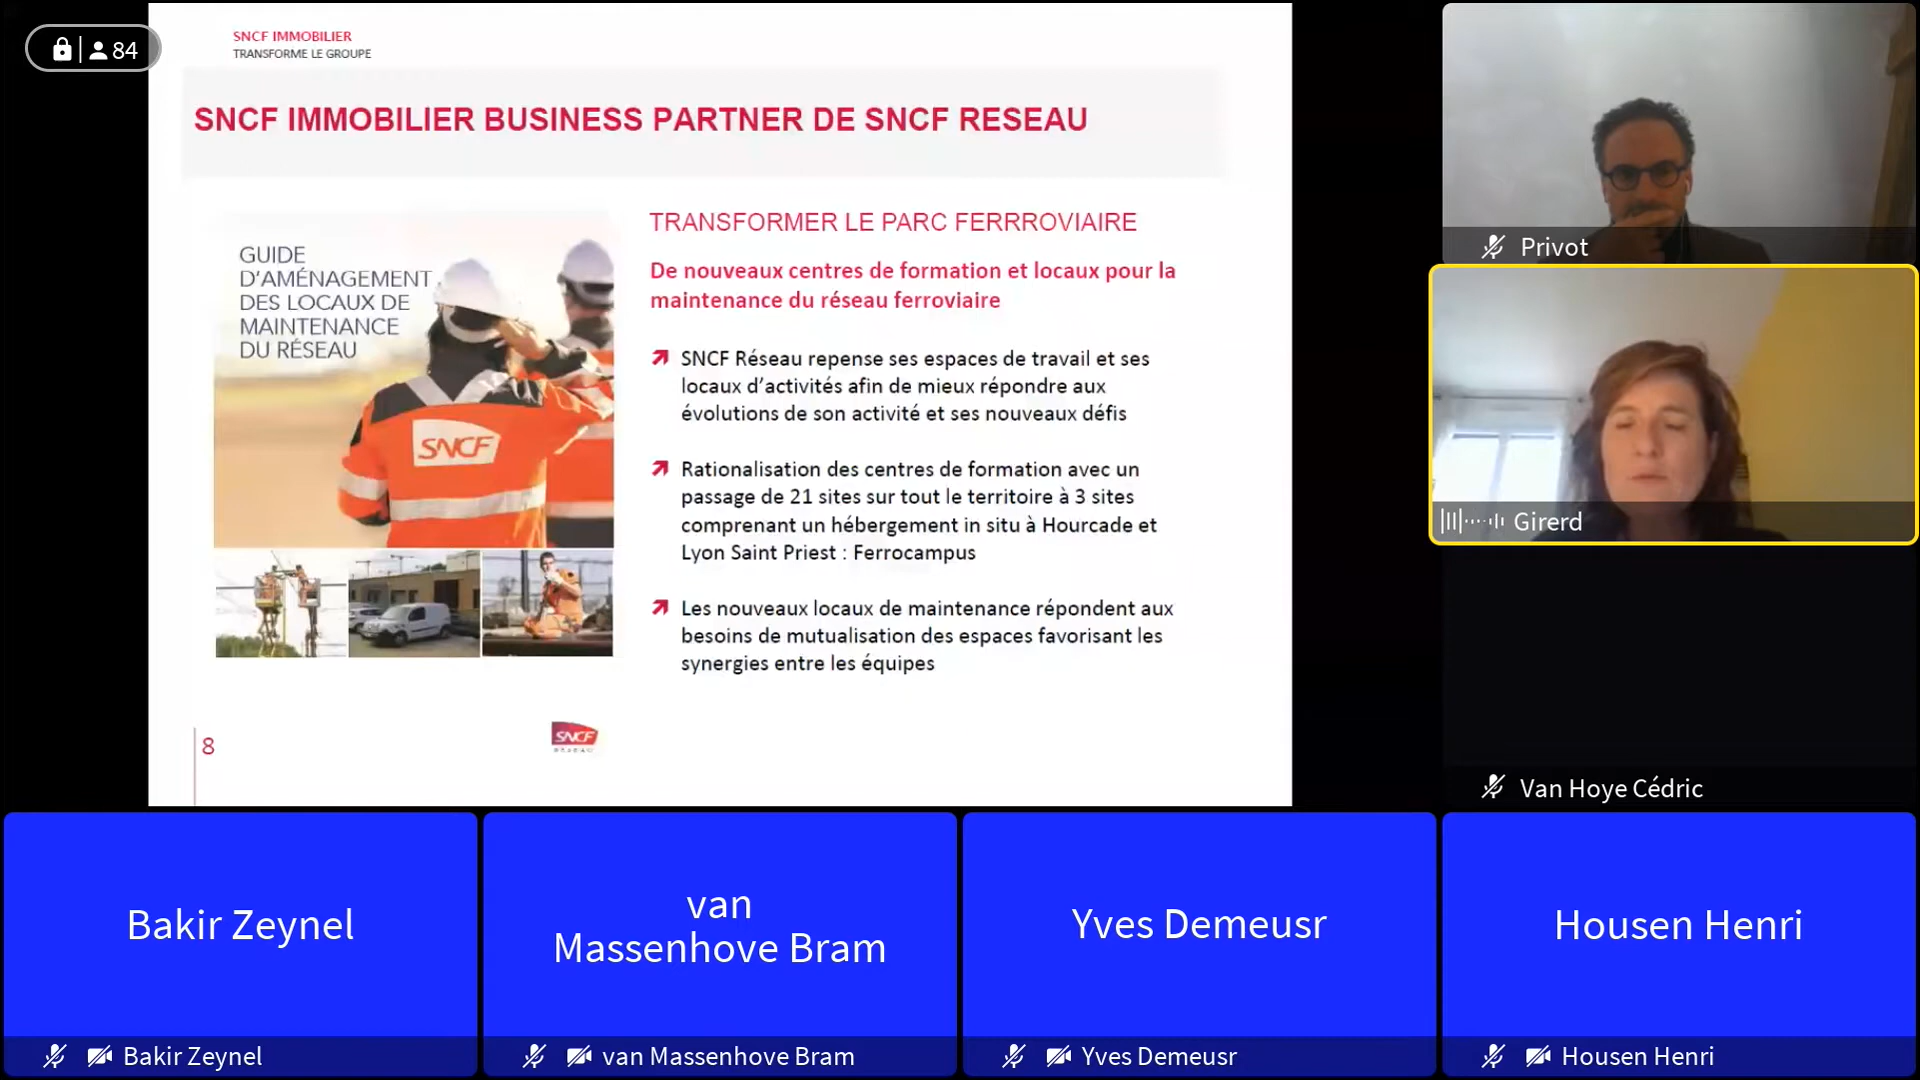 84
SNCF IMMOBILIER
TRANSFORME LE GROUPE
SNCF IMMOBILIER BUSINESS PARTNER DE SNCF RESEAU
GUIDE
D'AMÉNAGEMENT
DES LOCAUX DE
MAINTENANCE
DU RÉSEAU
SNCF
TRANSFORMER LE PARC FERRROVIAIRE
De nouveaux centres de formation et locaux pour la
maintenance du réseau ferroviaire
SNCF Réseau repense ses espaces de travail et ses
locaux d'activités afin de mieux répondre aux
évolutions de son activité et ses nouveaux défis
Rationalisation des centres de formation avec un
passage de 21 sites sur tout le territoire à 3 sites
comprenant un hébergement in situ à Hourcade et
Lyon Saint Priest : Ferrocampus
Les nouveaux locaux de maintenance répondent aux
besoins de mutualisation des espaces favorisant les
synergies entre les équipes
8
SNCF
RÉSEAU
Privot
Girerd
Van Hoye Cédric
Bakir Zeynel
van
Massenhove Bram
Yves Demeusr
Housen Henri
Bakir Zeynel
van Massenhove Bram
Yves Demeusr
Housen Henri